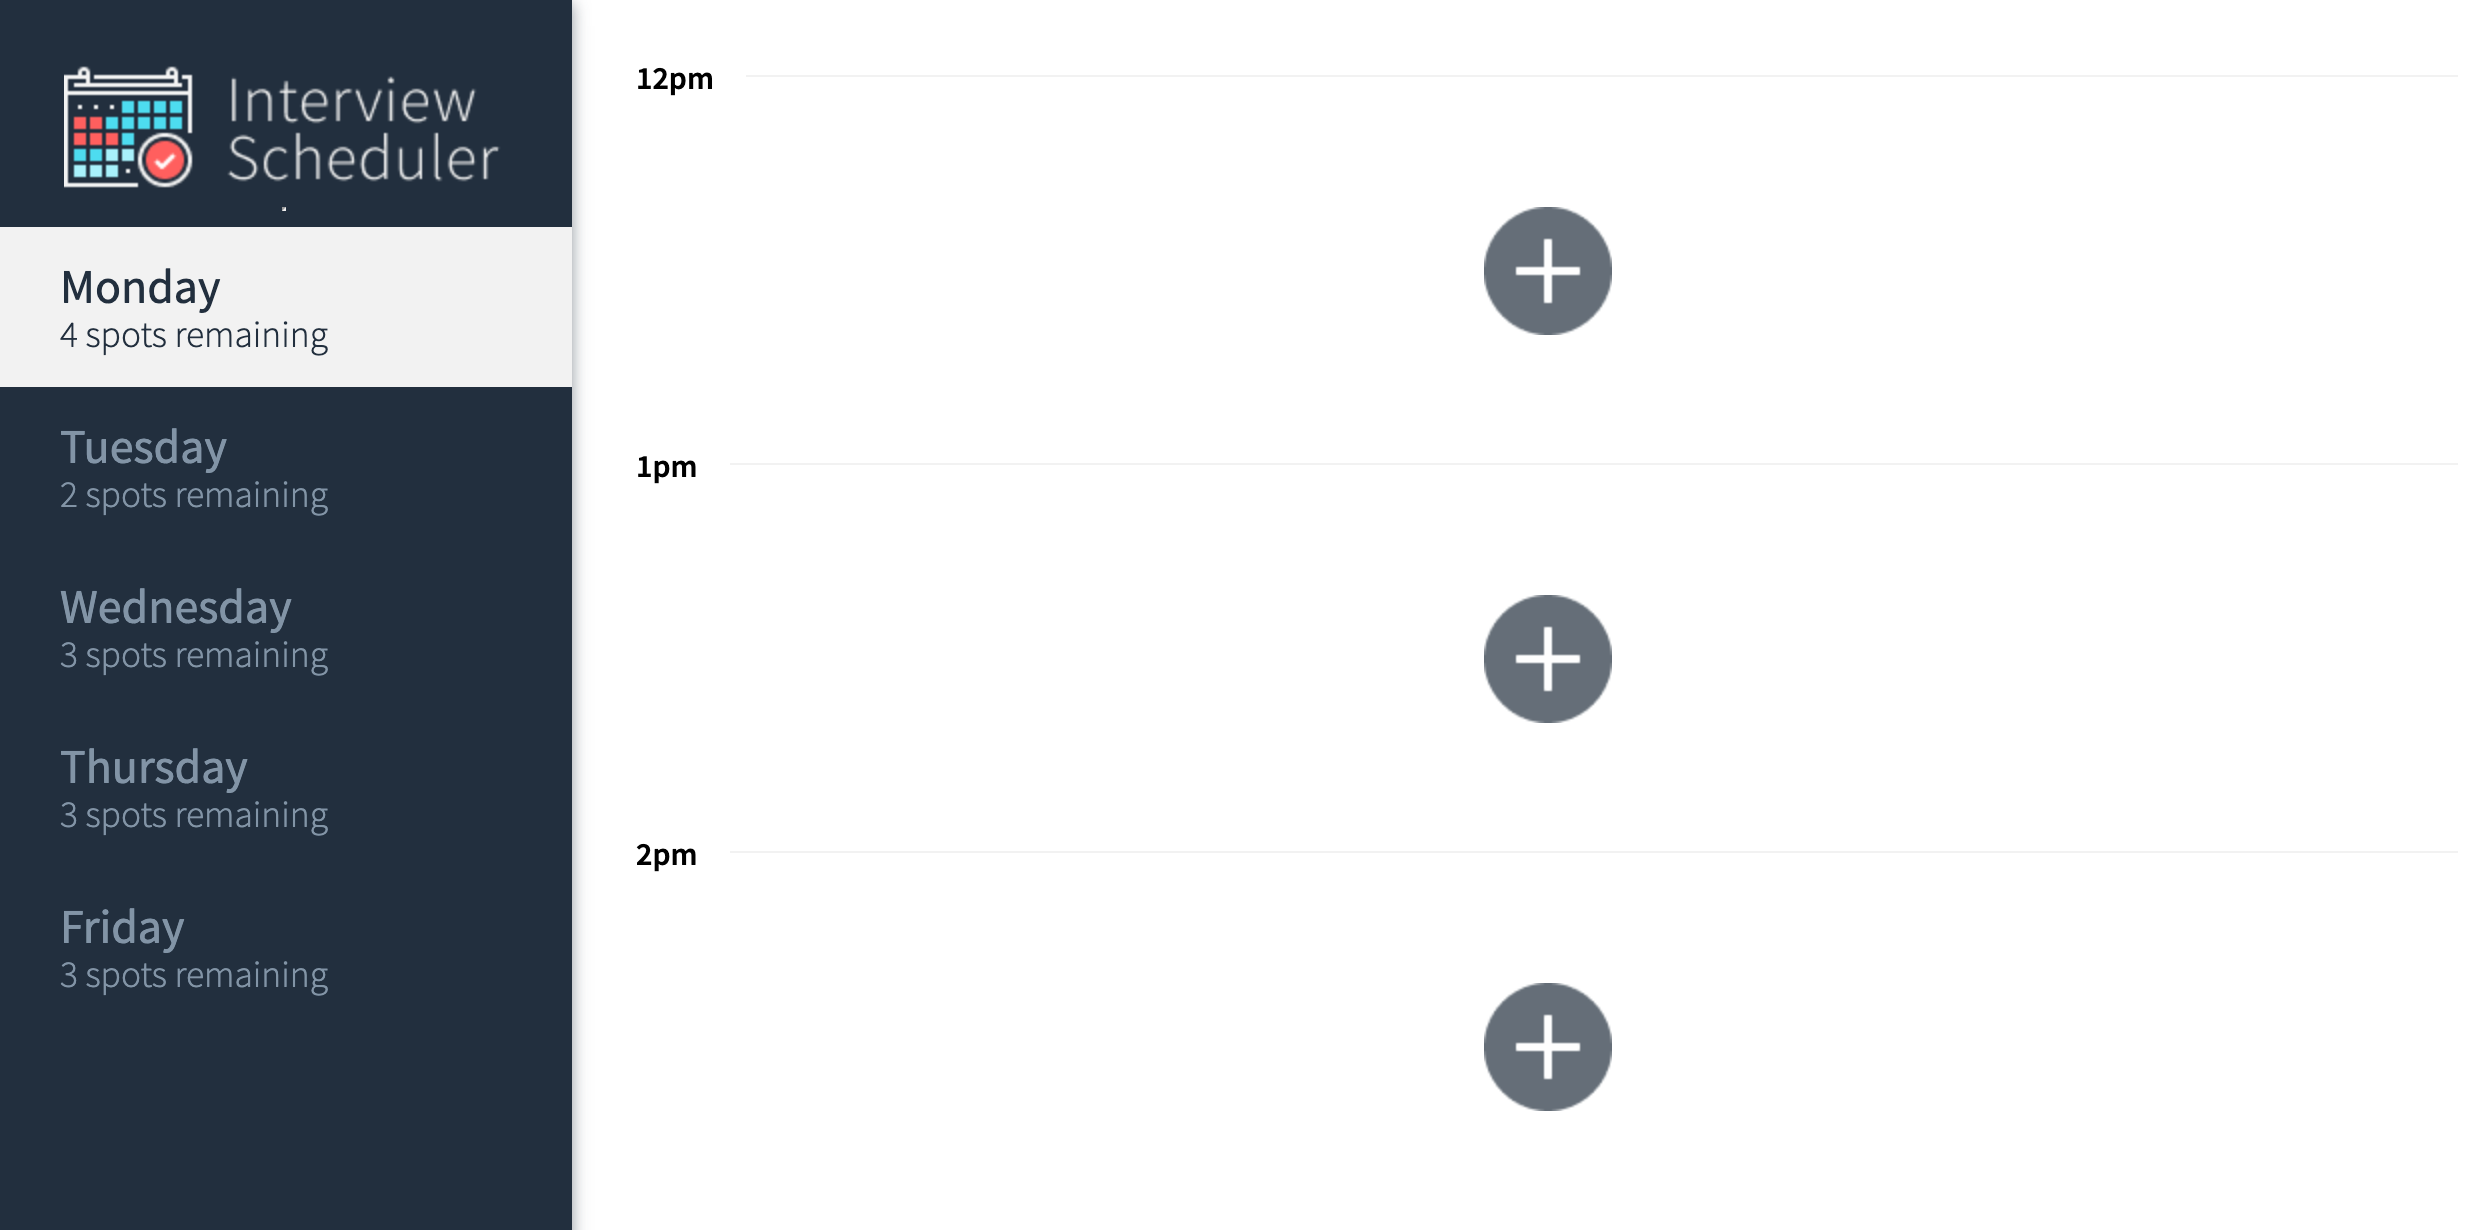 Interview
Scheduler
Monday
4 spots remaining
Tuesday
2 spots remaining
Wednesday
3 spots remaining
Thursday
3 spots remaining
Friday
3 spots remaining
12pm
1pm
2pm